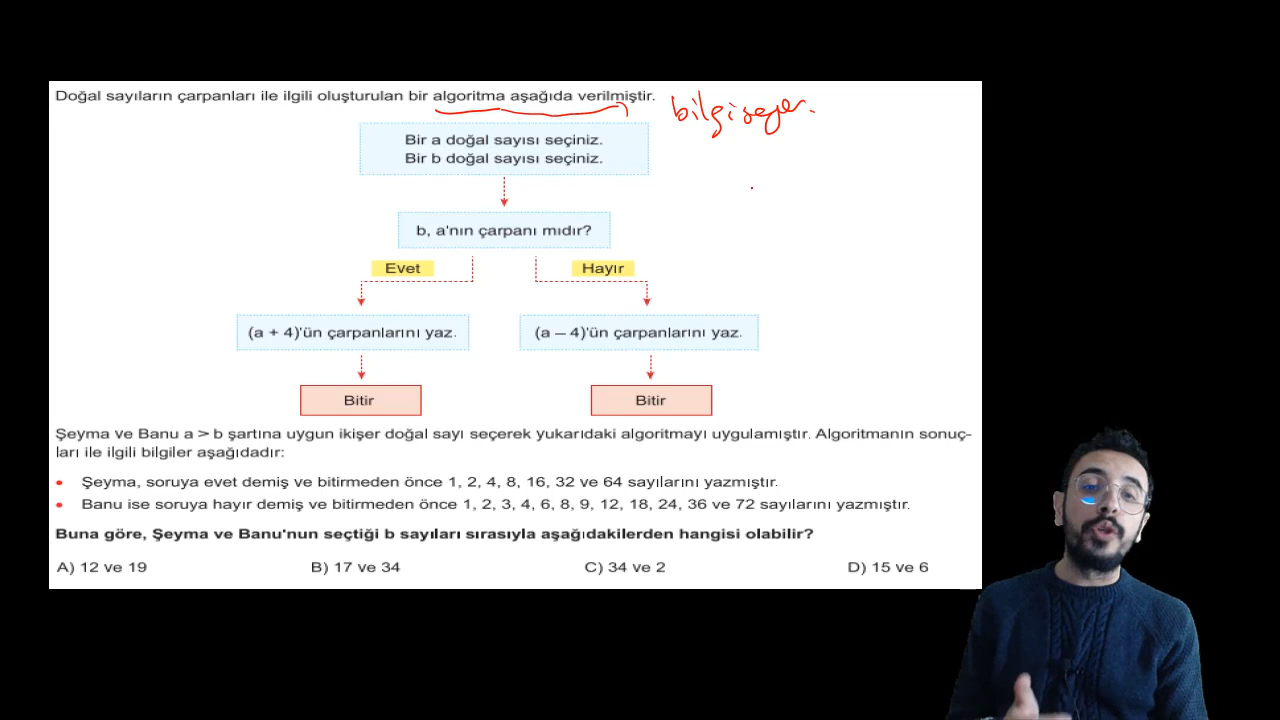 Doğal sayıların çarpanları ile ilgili oluşturulan bir algoritma aşağıda verilmiştir.
bilgisayar.
Bir a doğal sayısı seçiniz.
Bir b doğal sayısı seçiniz.
b, a'nın çarpanı mıdır?
Evet
Hayır
(a + 4)'ün çarpanlarını yaz.
(a – 4)'ün çarpanlarını yaz.
Bitir
Bitir
Şeyma ve Banu a > b şartına uygun ikişer doğal sayı seçerek yukarıdaki algoritmayı uygulamıştır. Algoritmanın sonuç-
ları ile ilgili bilgiler aşağıdadır:
• Şeyma, soruya evet demiş ve bitirmeden önce 1, 2, 4, 8, 16, 32 ve 64 sayılarını yazmıştır.
• Banu ise soruya hayır demiş ve bitirmeden önce 1, 2, 3, 4, 6, 8, 9, 12, 18, 24, 36 ve 72 sayılarını yazmıştır.
Buna göre, Şeyma ve Banu'nun seçtiği b sayıları sırasıyla aşağıdakilerden hangisi olabilir?
A) 12 ve 19 B) 17 ve 34 C) 34 ve 2 D) 15 ve 6